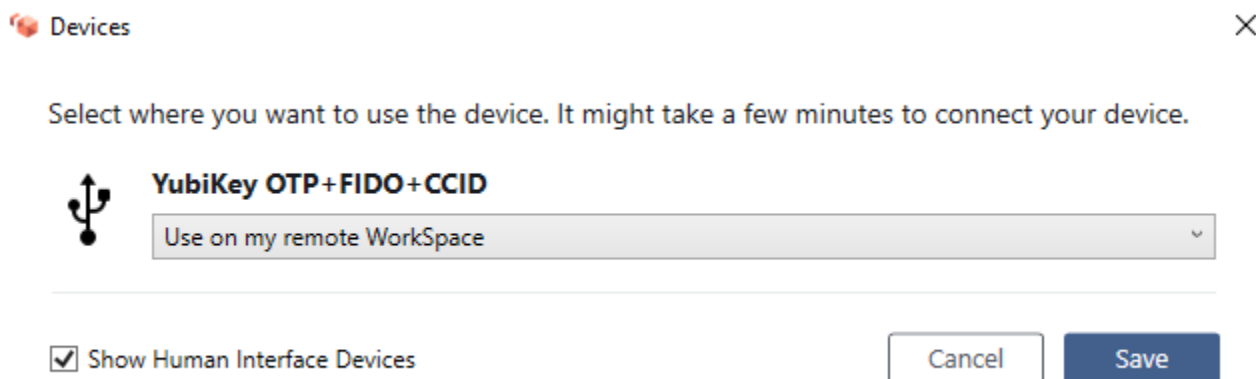 Devices
Select where you want to use the device. It might take a few minutes to connect your device.
YubiKey OTP+FIDO+CCID
Use on my remote WorkSpace
Show Human Interface Devices
Cancel
Save